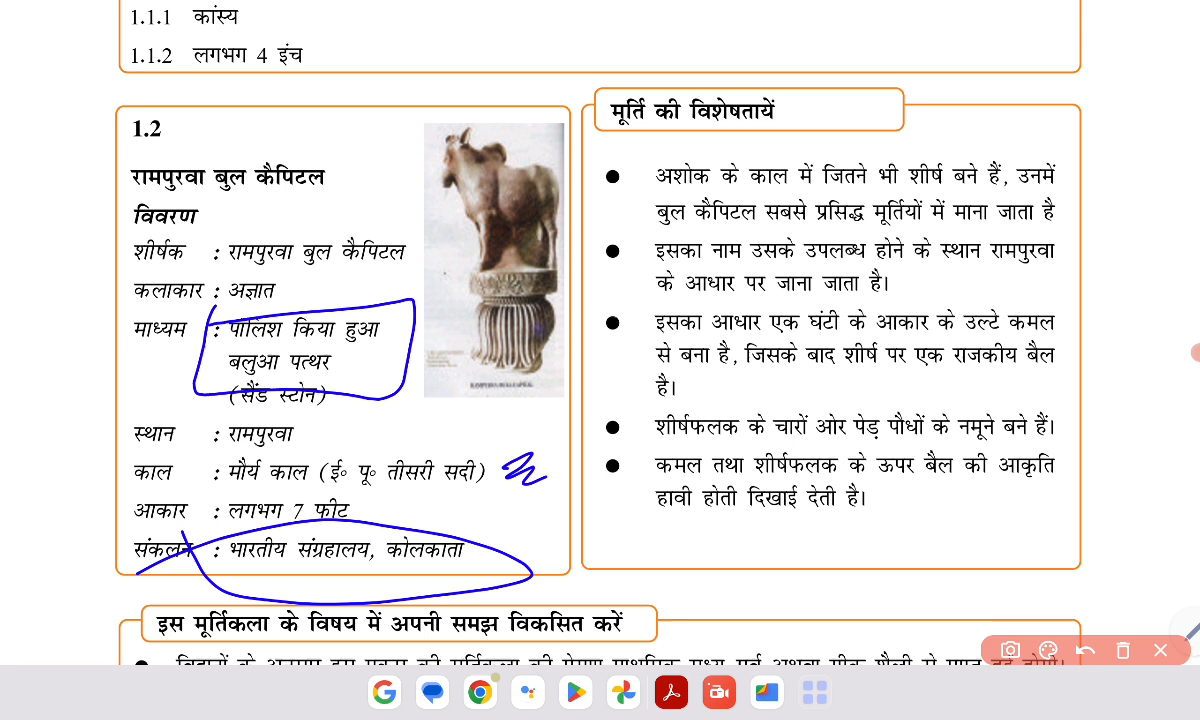 1.1.1 कांस्य
1.1.2 लगभग 4 इंच
1.2
रामपुरवा बुल कैपिटल
विवरण
शीर्षक : रामपुरवा बुल कैपिटल
कलाकार : अज्ञात
माध्यम : पॉलिश किया हुआ
बलुआ पत्थर
(सैंड स्टोन)
स्थान : रामपुरवा
काल : मौर्य काल (ई॰ पू॰ तीसरी सदी)
आकार : लगभग 7 फीट
संकलन : भारतीय संग्रहालय, कोलकाता
मूर्ति की विशेषतायें
● अशोक के काल में जितने भी शीर्ष बने हैं, उनमें
बुल कैपिटल सबसे प्रसिद्ध मूर्तियों में माना जाता है
● इसका नाम उसके उपलब्ध होने के स्थान रामपुरवा
के आधार पर जाना जाता है।
● इसका आधार एक घंटी के आकार के उल्टे कमल
से बना है, जिसके बाद शीर्ष पर एक राजकीय बैल
है।
● शीर्षफलक के चारों ओर पेड़ पौधों के नमूने बने हैं।
● कमल तथा शीर्षफलक के ऊपर बैल की आकृति
हावी होती दिखाई देती है।
इस मूर्तिकला के विषय में अपनी समझ विकसित करें